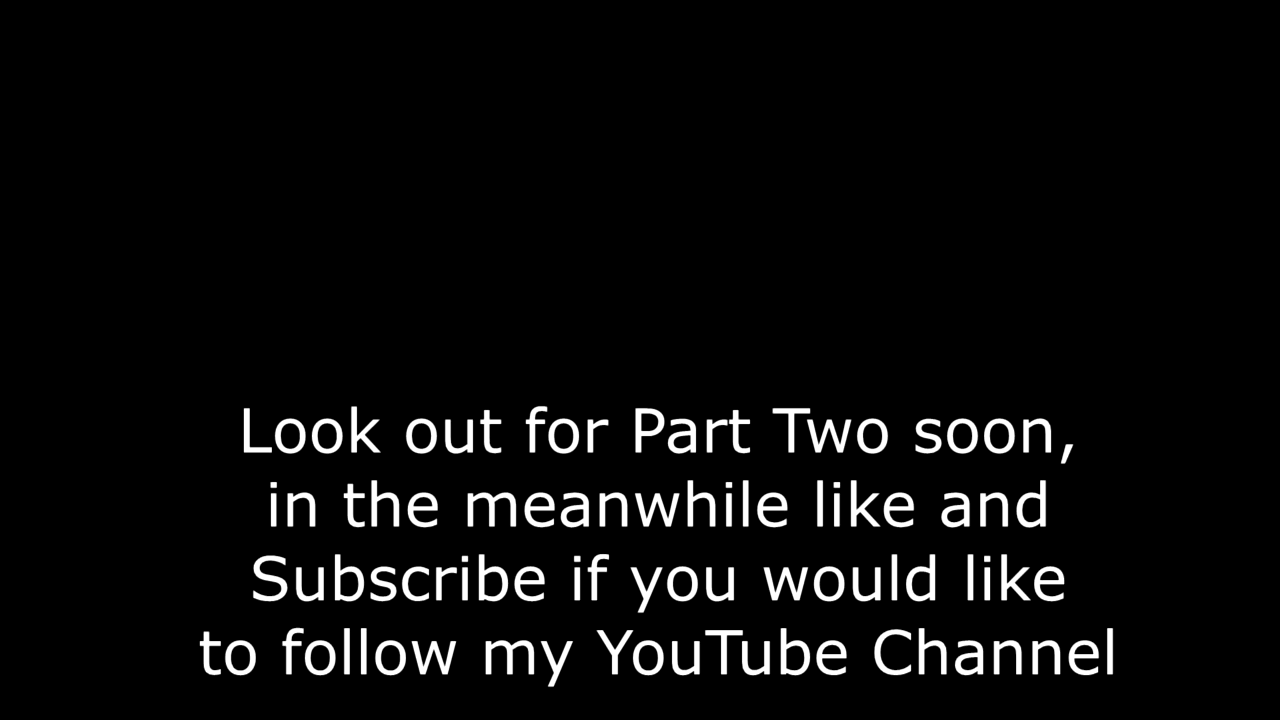 Look out for Part Two soon,
in the meanwhile like and
Subscribe if you would like
to follow my YouTube Channel